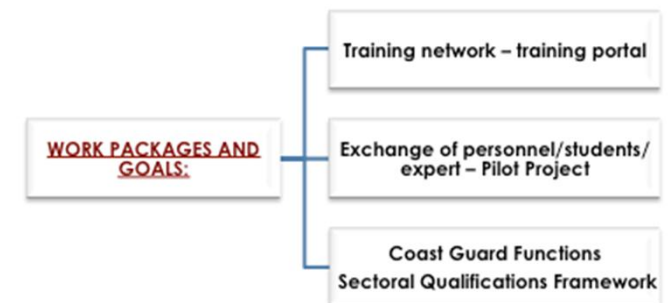 Training network – training portal
WORK PACKAGES AND
GOALS:
Exchange of personnel/students/
expert – Pilot Project
Coast Guard Functions
Sectoral Qualifications Framework